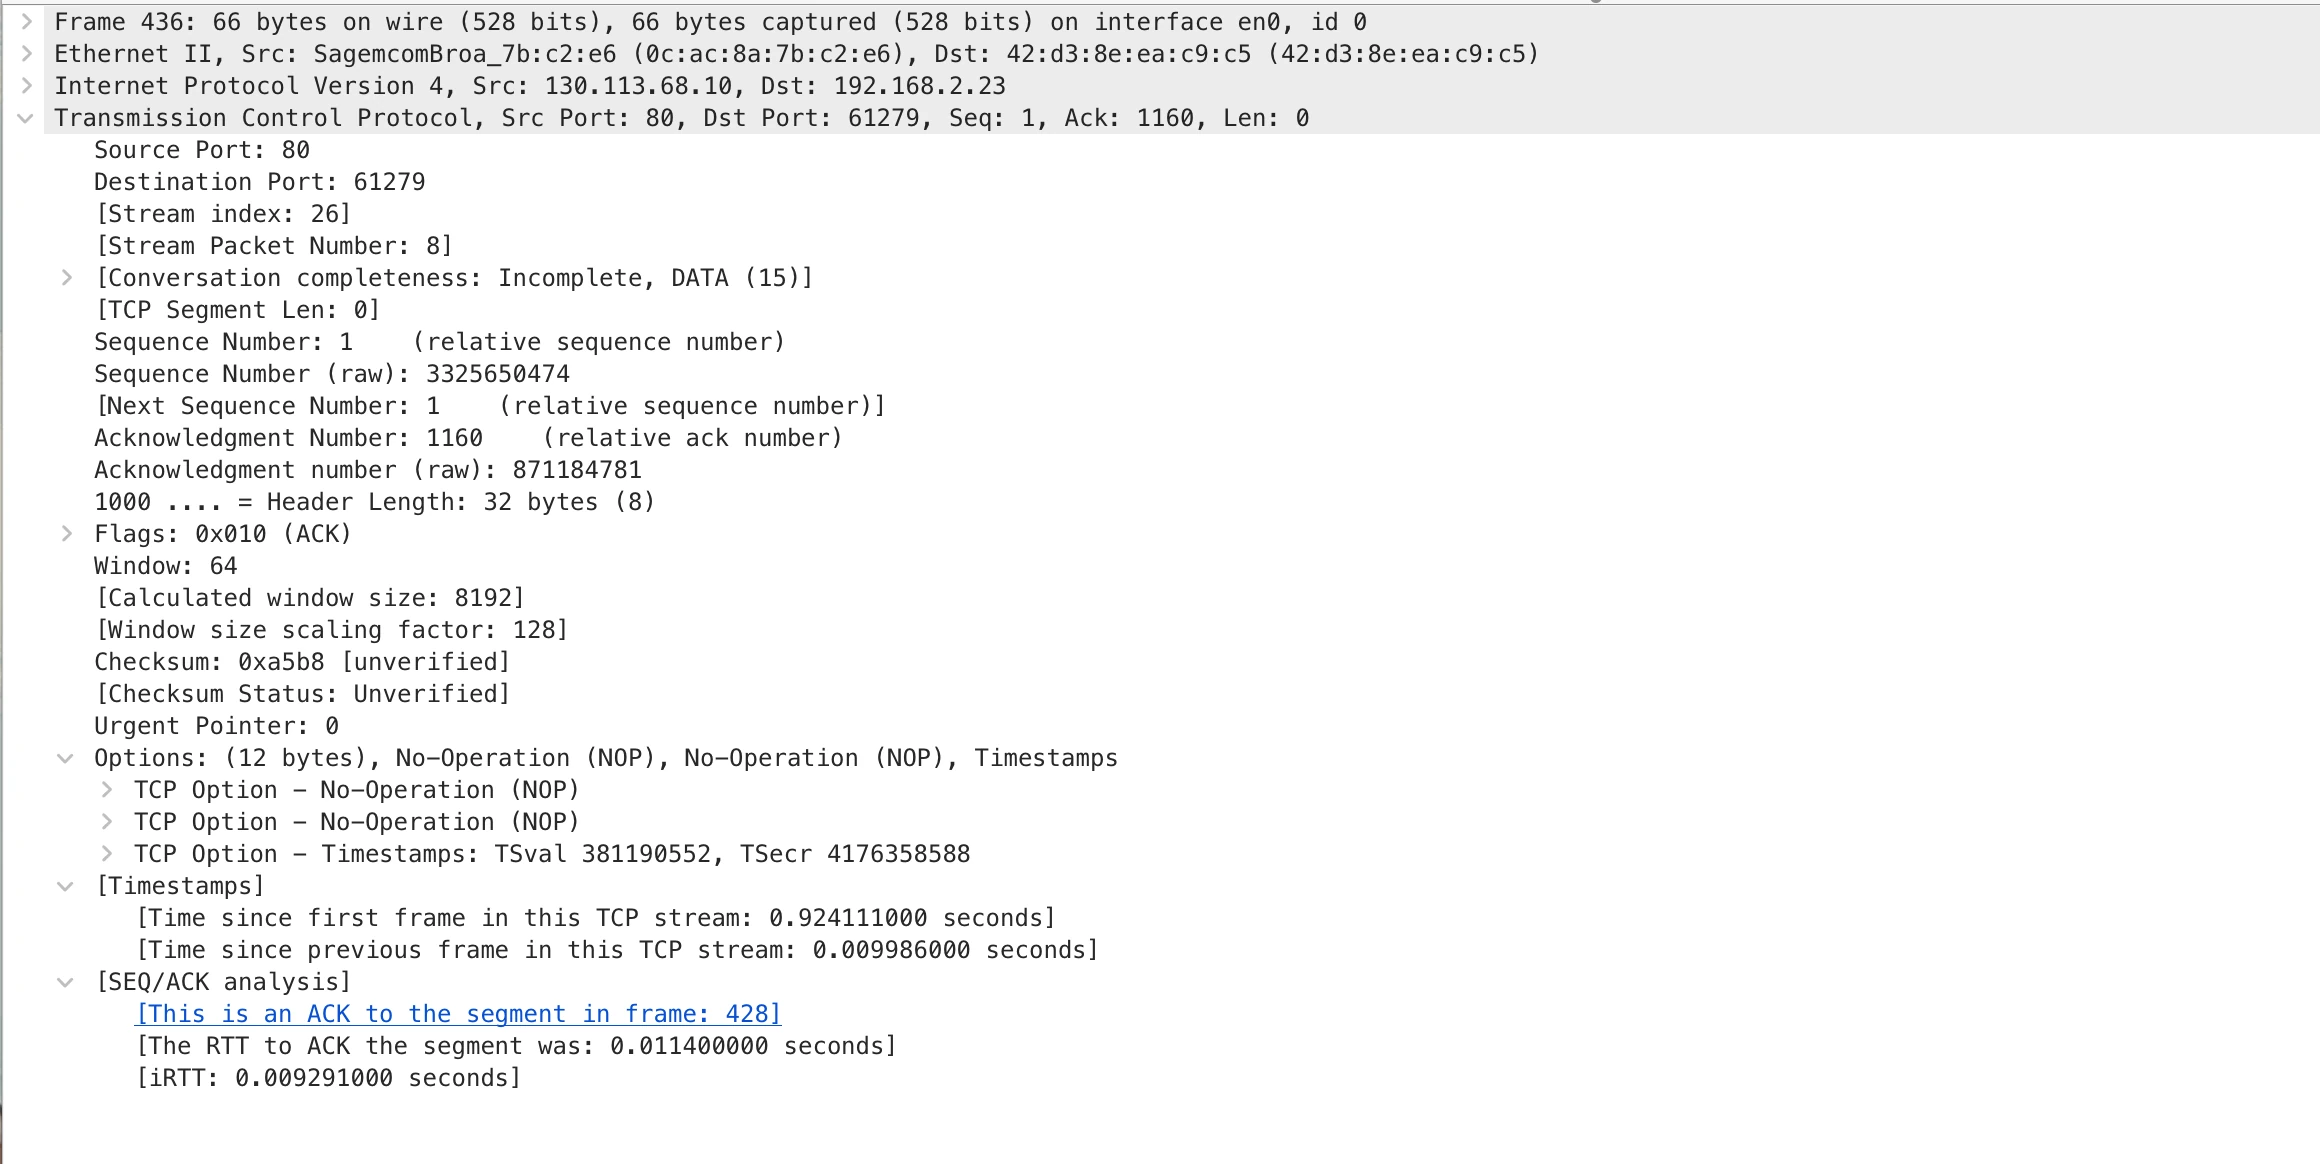 Frame 436: 66 bytes on wire (528 bits), 66 bytes captured (528 bits) on interface en0, id 0
Ethernet II, Src: SagemcomBroa_7b:c2:e6 (0c:ac:8a:7b:c2:e6), Dst: 42:d3:8e:ea:c9:c5 (42:d3:8e:ea:c9:c5)
Internet Protocol Version 4, Src: 130.113.68.10, Dst: 192.168.2.23
Transmission Control Protocol, Src Port: 80, Dst Port: 61279, Seq: 1, Ack: 1160, Len: 0
Source Port: 80
Destination Port: 61279
[Stream index: 26]
[Stream Packet Number: 8]
[Conversation completeness: Incomplete, DATA (15)]
[TCP Segment Len: 0]
Sequence Number: 1    (relative sequence number)
Sequence Number (raw): 3325650474
[Next Sequence Number: 1    (relative sequence number)]
Acknowledgment Number: 1160    (relative ack number)
Acknowledgment number (raw): 871184781
1000 .... = Header Length: 32 bytes (8)
Flags: 0x010 (ACK)
Window: 64
[Calculated window size: 8192]
[Window size scaling factor: 128]
Checksum: 0xa5b8 [unverified]
[Checksum Status: Unverified]
Urgent Pointer: 0
Options: (12 bytes), No-Operation (NOP), No-Operation (NOP), Timestamps
TCP Option - No-Operation (NOP)
TCP Option - No-Operation (NOP)
TCP Option - Timestamps: TSval 381190552, TSecr 4176358588
[Timestamps]
[Time since first frame in this TCP stream: 0.924111000 seconds]
[Time since previous frame in this TCP stream: 0.009986000 seconds]
[SEQ/ACK analysis]
[This is an ACK to the segment in frame: 428]
[The RTT to ACK the segment was: 0.011400000 seconds]
[iRTT: 0.009291000 seconds]